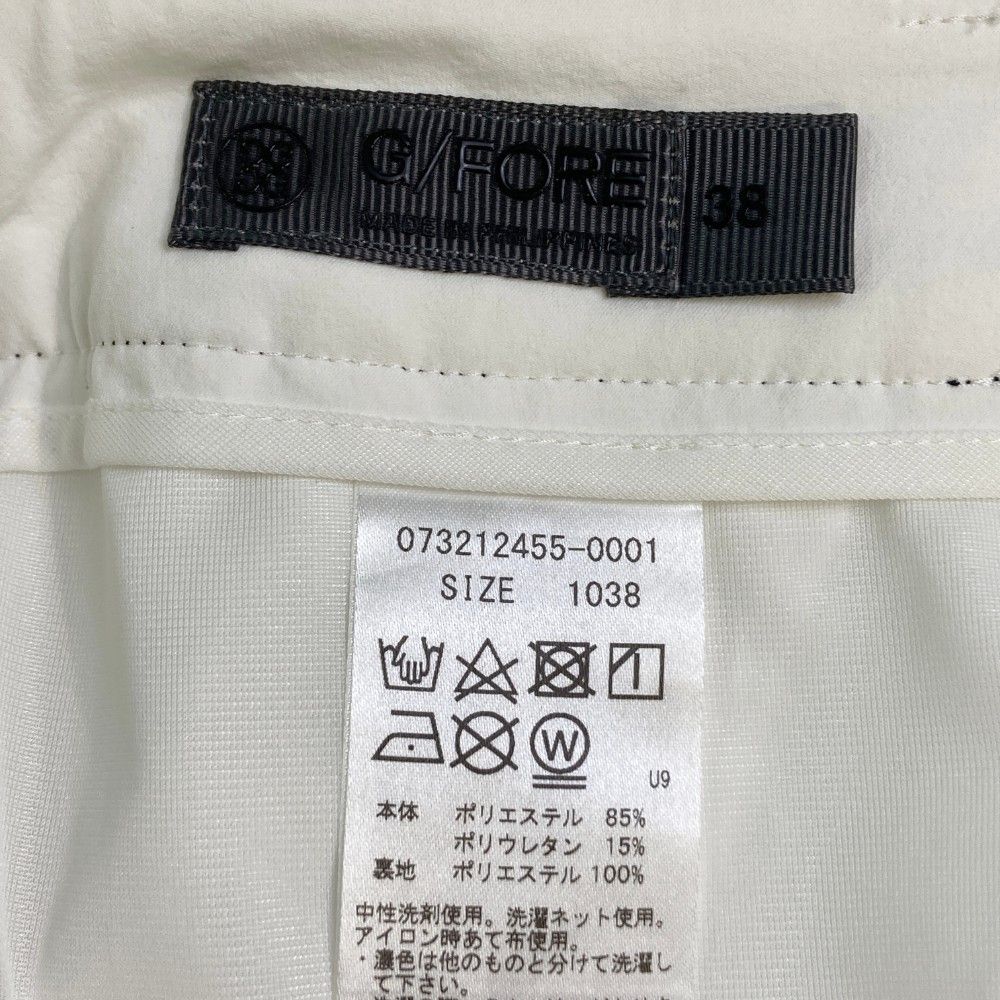 G/FORE
38
MADE IN PHILIPPINES
073212455-0001
SIZE 1038
W
U9
本体 ポリエステル 85%
ポリウレタン 15%
裏地 ポリエステル 100%
中性洗剤使用。洗濯ネット使用。
アイロン時あて布使用。
・濃色は他のものと分けて洗濯し
て下さい。